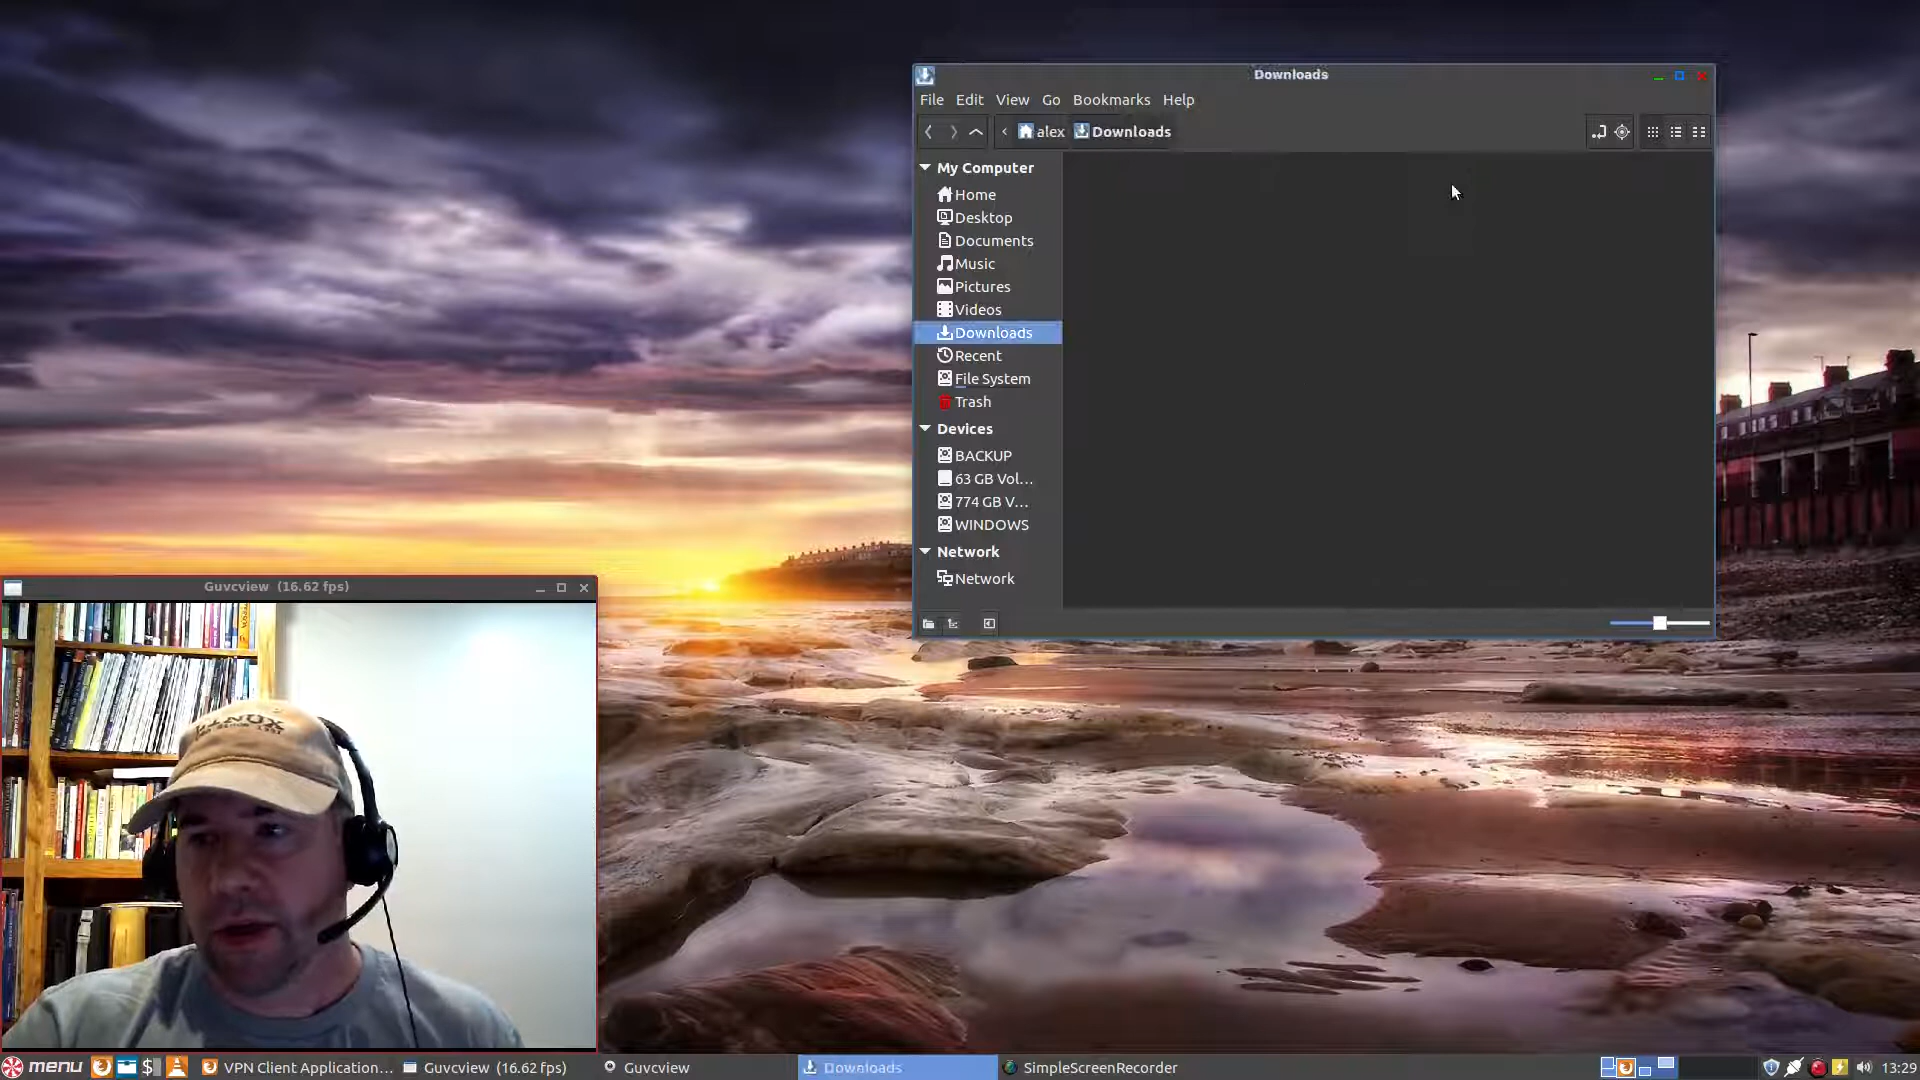 Downloads
File Edit View Go Bookmarks Help
alex Downloads
My Computer
Home
Desktop
Documents
Music
Pictures
Videos
Downloads
Recent
File System
Trash
Devices
BACKUP
63 GB Vol...
774 GB V...
WINDOWS
Network
Network
Guvcview (16.62 fps)
LINUX
menu $ VPN Client Application... Guvcview (16.62 fps) Guvcview Downloads SimpleScreenRecorder 13:29